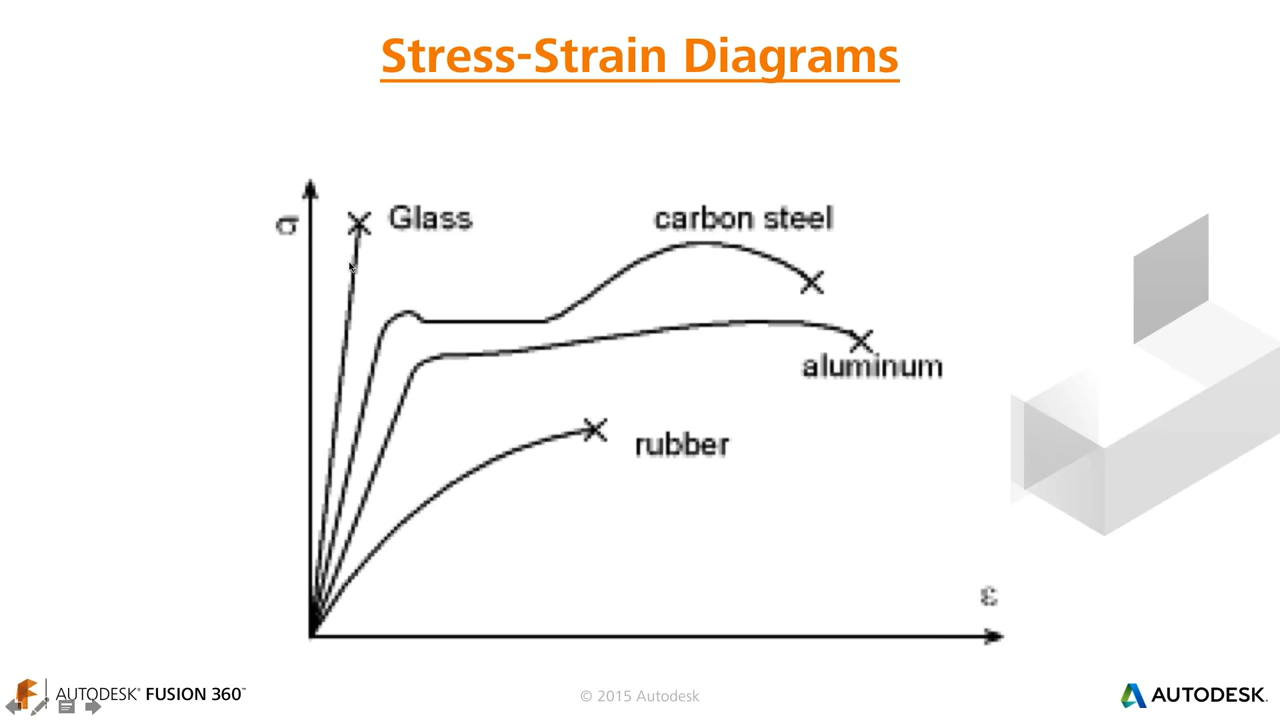 Stress-Strain Diagrams
σ
Glass
carbon steel
aluminum
rubber
ε
AUTODESK® FUSION 360™
© 2015 Autodesk
AUTODESK.